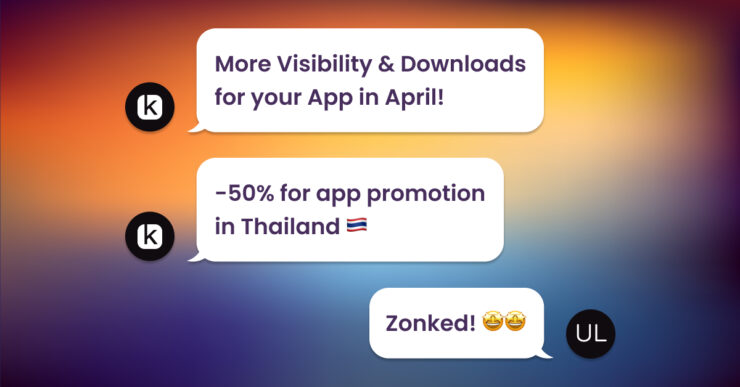 More Visibility & Downloads
for your App in April!
k
-50% for app promotion
in Thailand 🇹🇭
k
Zonked! 🤩🤩
UL